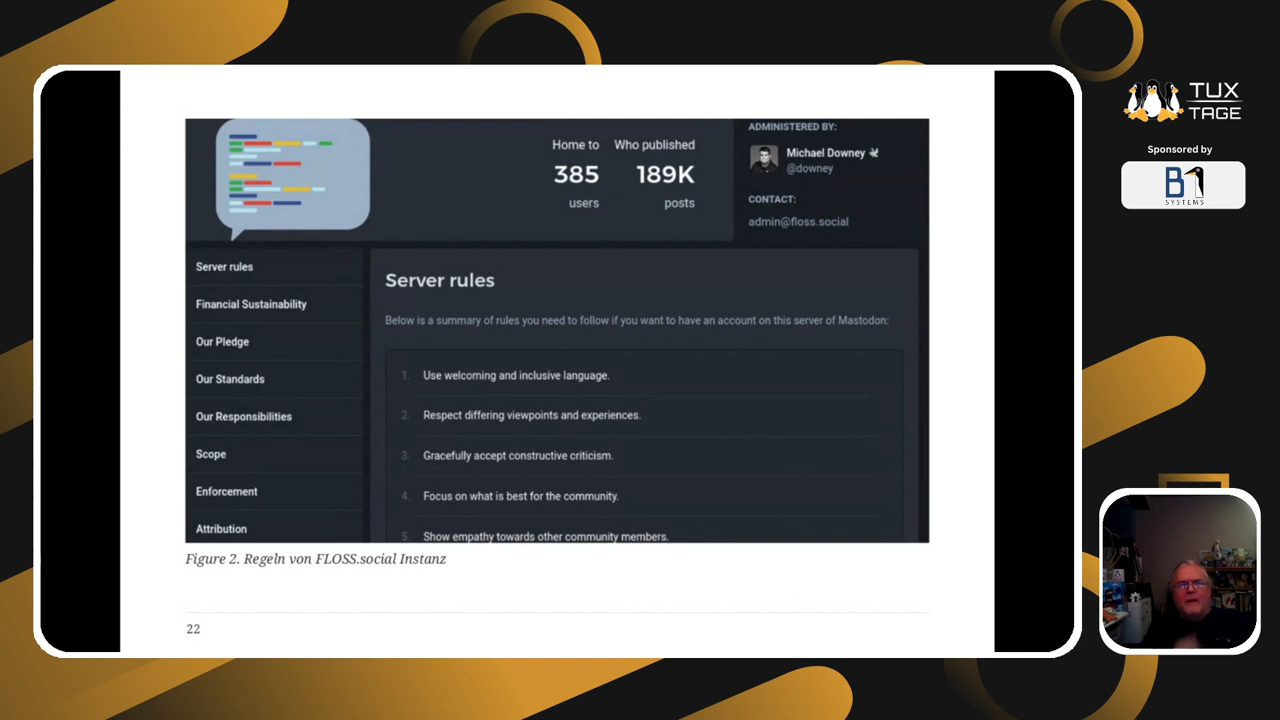 Home to
385
users
Who published
189K
posts
ADMINISTERED BY:
Michael Downey
@downey
CONTACT:
admin@floss.social
Server rules
Financial Sustainability
Our Pledge
Our Standards
Our Responsibilities
Scope
Enforcement
Attribution
Server rules
Below is a summary of rules you need to follow if you want to have an account on this server of Mastodon:
1. Use welcoming and inclusive language.
2. Respect differing viewpoints and experiences.
3. Gracefully accept constructive criticism.
4. Focus on what is best for the community.
5. Show empathy towards other community members.
Figure 2. Regeln von FLOSS.social Instanz
22
TUX
TAGE
Sponsored by
B1
SYSTEMS